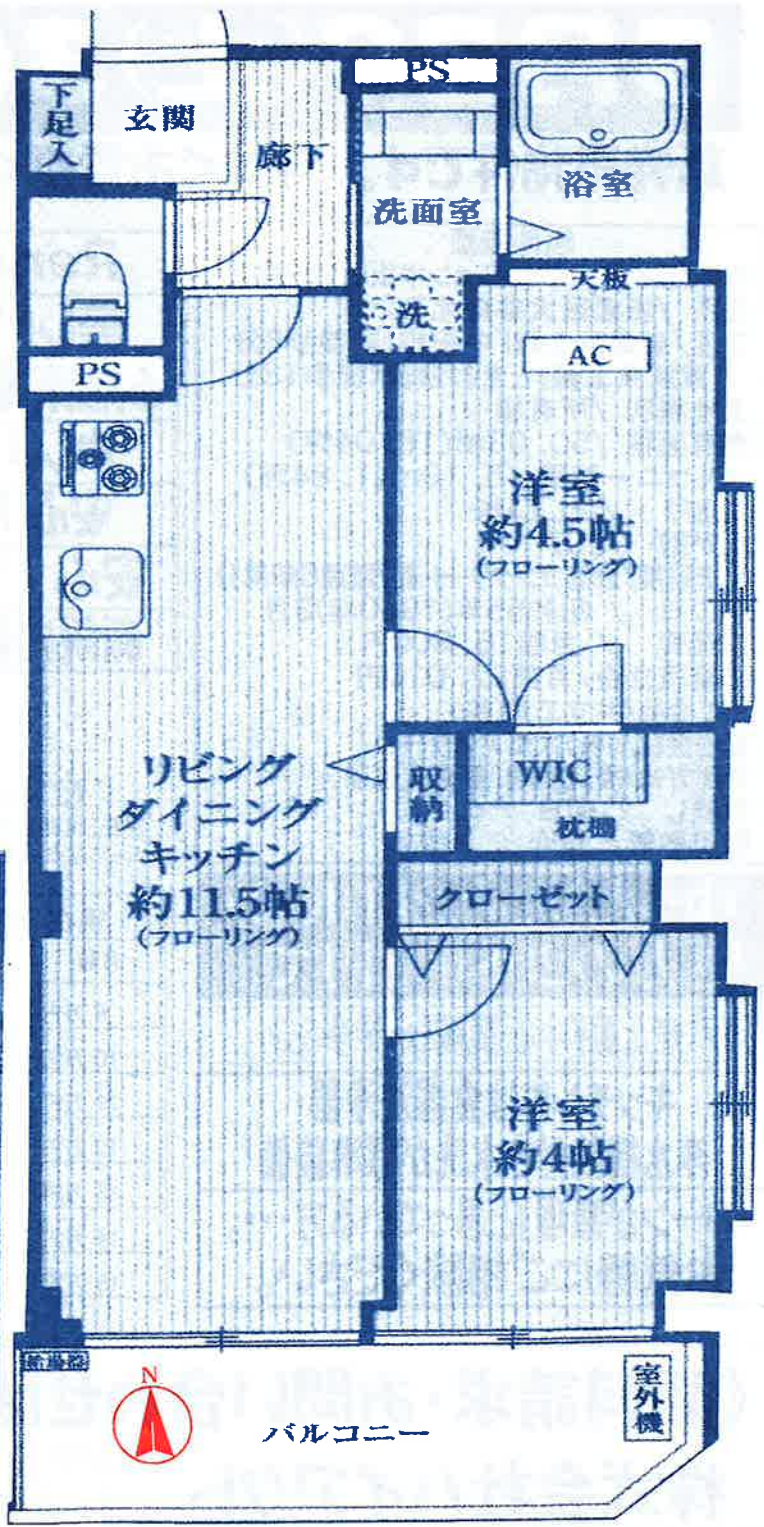 PS
玄関
下足入
廊下
洗面室
浴室
天板
洗
AC
PS
洋室
約4.5帖
(フローリング)
リビング
ダイニング
キッチン
約11.5帖
(フローリング)
収納
WIC
枕棚
クローゼット
洋室
約4帖
(フローリング)
給湯器
N
バルコニー
室外機